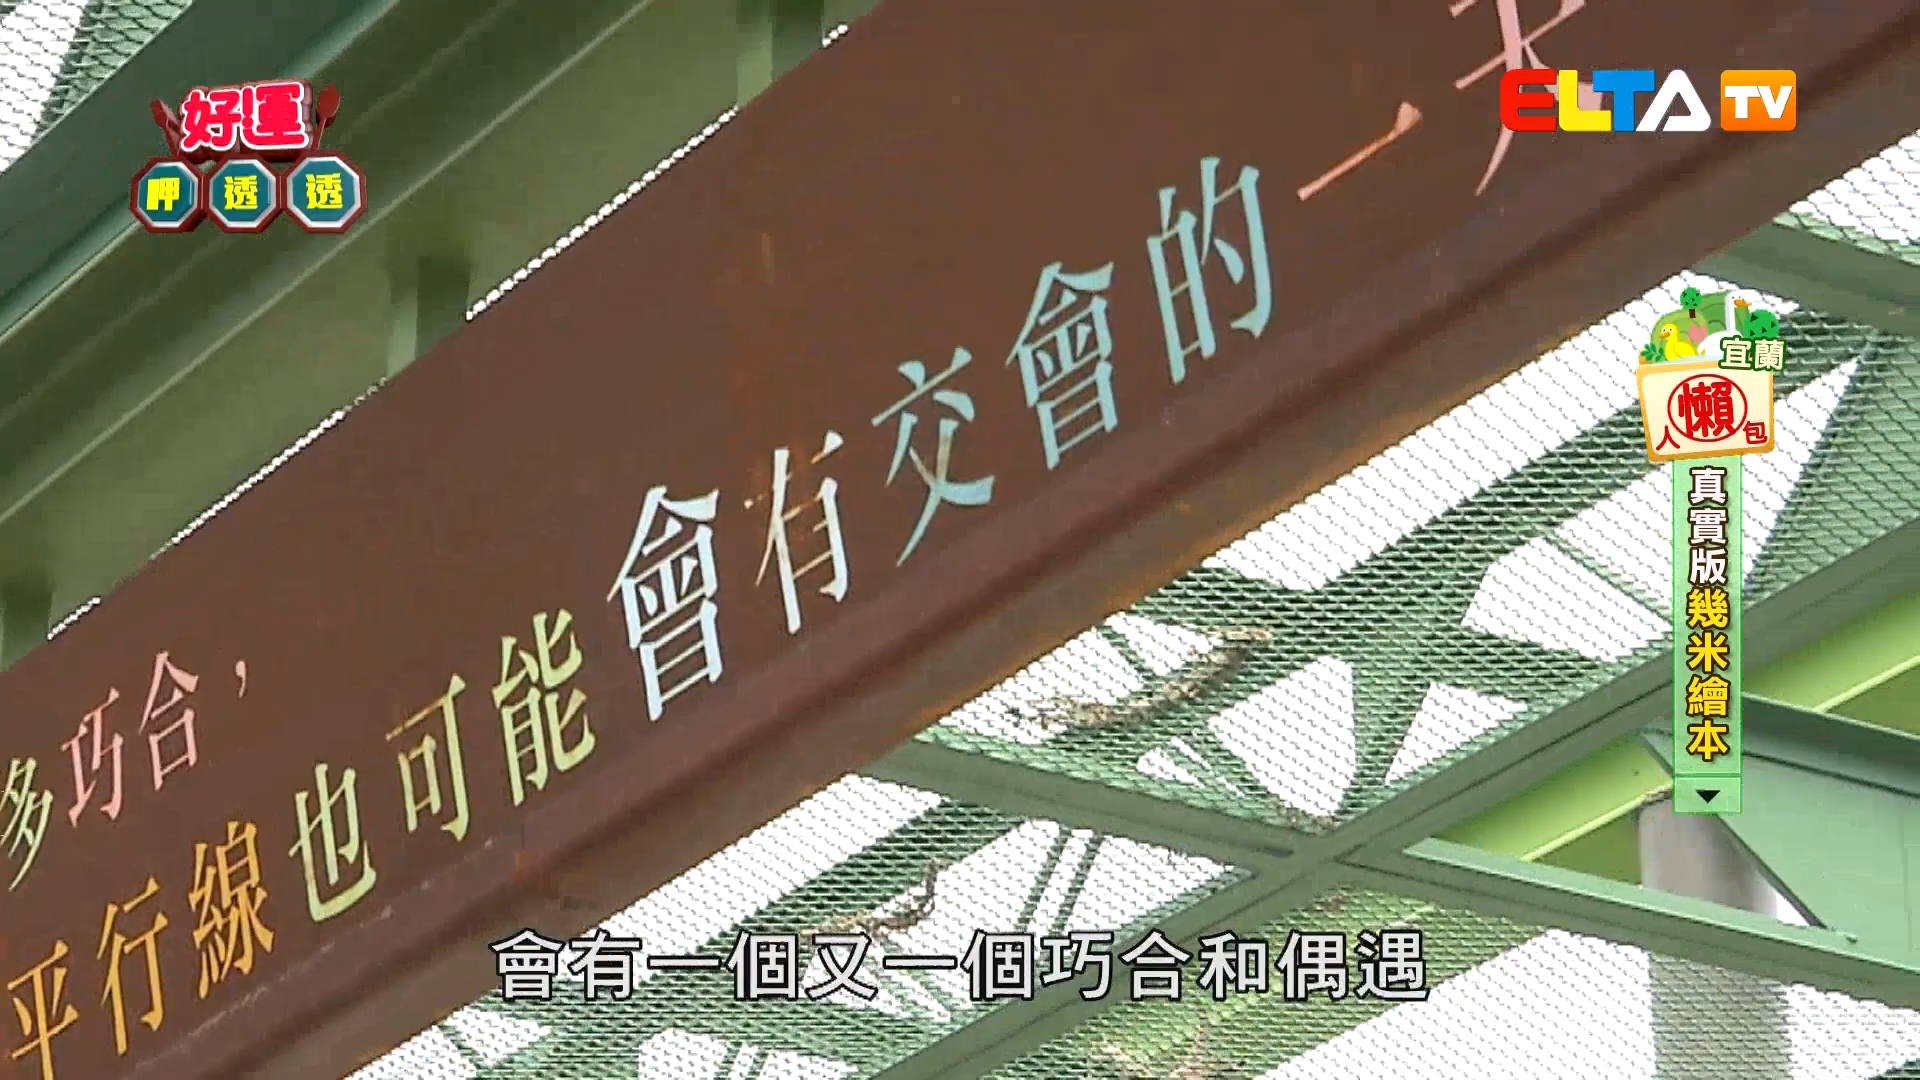 好運
呷透透
ELTA TV
宜蘭
懶人包
真實版幾米繪本
多巧合，
平行線也可能會有交會的一天
會有一個又一個巧合和偶遇